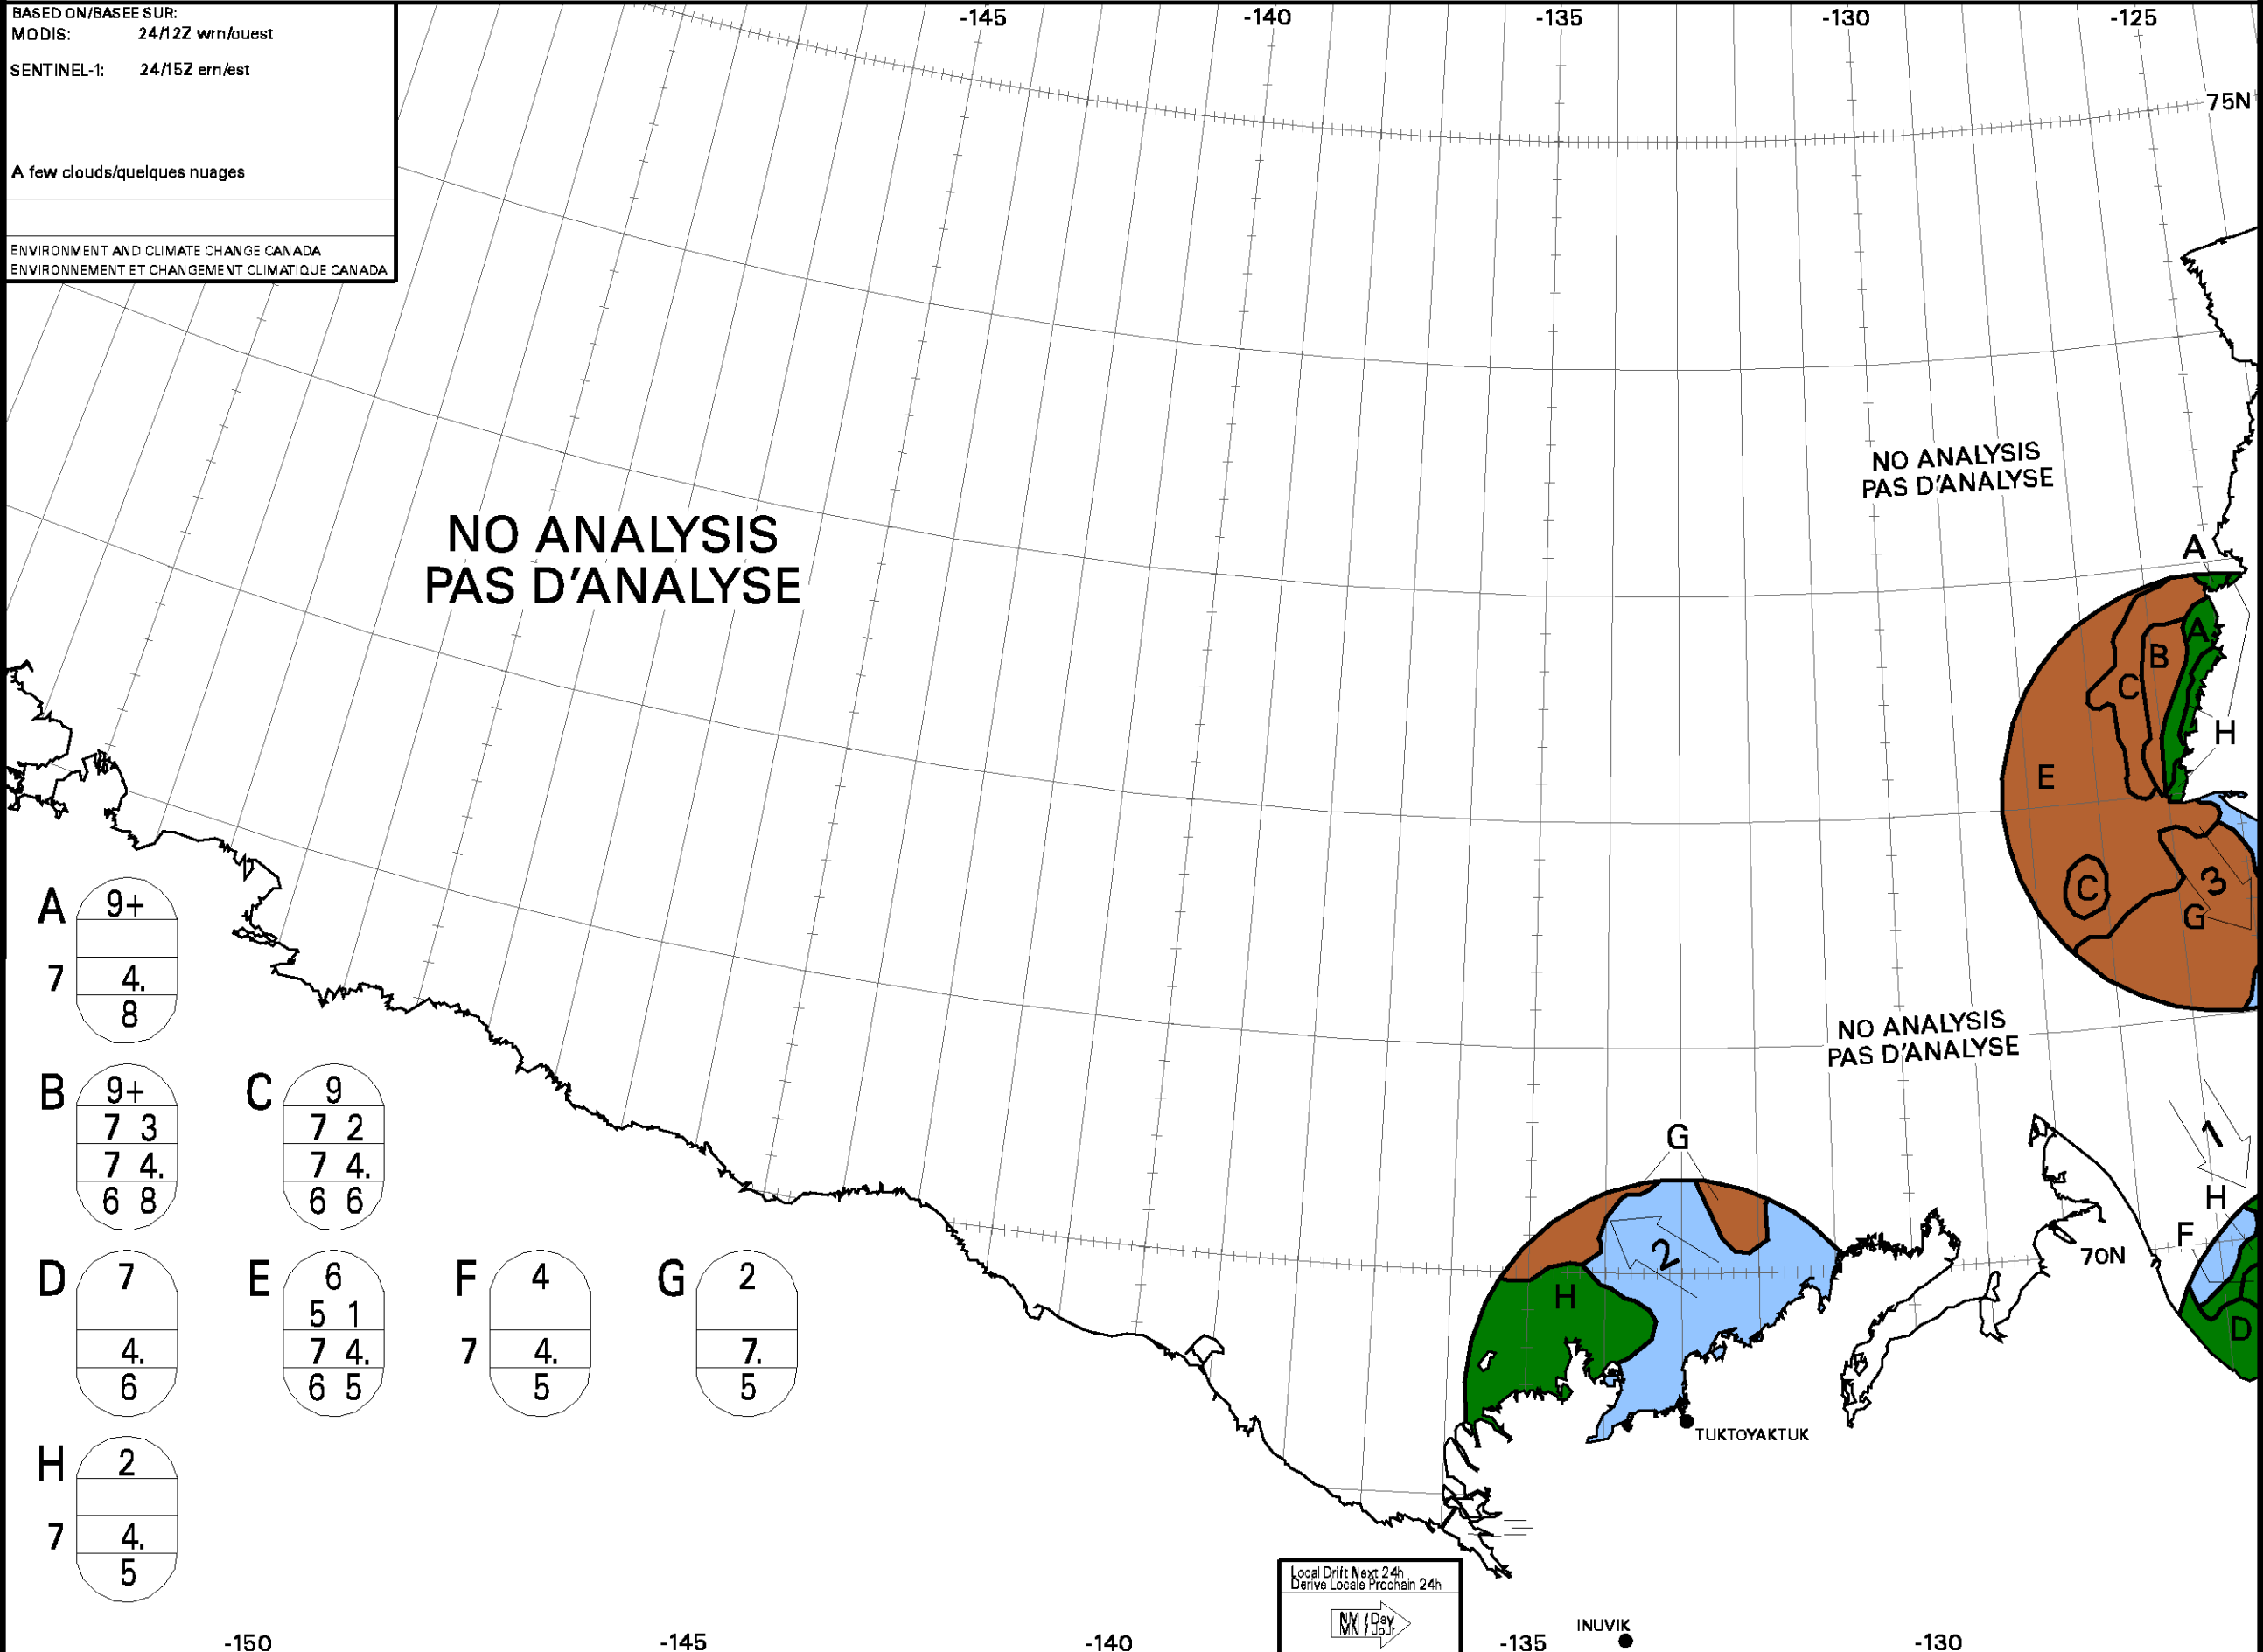 BASED ON/BASEE SUR:
MODIS: 24/12Z wrn/ouest
SENTINEL-1: 24/15Z ern/est
A few clouds/quelques nuages
ENVIRONMENT AND CLIMATE CHANGE CANADA
ENVIRONNEMENT ET CHANGEMENT CLIMATIQUE CANADA
-145 -140 -135 -130 -125
75N
NO ANALYSIS
PAS D'ANALYSE
NO ANALYSIS
PAS D'ANALYSE
A
A
B
C
H
E
C
3
G
NO ANALYSIS
PAS D'ANALYSE
1
G
H
F
2
70N
H
D
TUKTOYAKTUK
A 9+
7 4.
8
B 9+
7 3
7 4.
6 8
C 9
7 2
7 4.
6 6
D 7
4.
6
E 6
5 1
7 4.
6 5
F 4
7 4.
5
G 2
7.
5
H 2
7 4.
5
Local Drift Next 24h
Derive Locale Prochain 24h
NM / Day
MN / Jour
INUVIK
-150 -145 -140 -135 -130